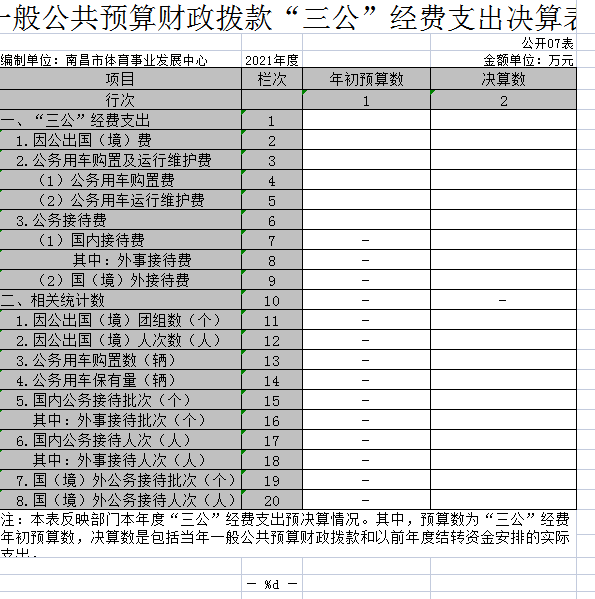 一般公共预算财政拨款“三公”经费支出决算表
公开07表
编制单位：南昌市体育事业发展中心 2021年度 金额单位：万元
项目 栏次 年初预算数 决算数
行次 1 2
一、“三公”经费支出 1
1.因公出国（境）费 2
2.公务用车购置及运行维护费 3
（1）公务用车购置费 4
（2）公务用车运行维护费 5
3.公务接待费 6
（1）国内接待费 7 -
其中：外事接待费 8 -
（2）国（境）外接待费 9 -
二、相关统计数 10 - -
1.因公出国（境）团组数（个） 11 -
2.因公出国（境）人次数（人） 12 -
3.公务用车购置数（辆） 13 -
4.公务用车保有量（辆） 14 -
5.国内公务接待批次（个） 15 -
其中：外事接待批次（个） 16 -
6.国内公务接待人次（人） 17 -
其中：外事接待人次（人） 18 -
7.国（境）外公务接待批次（个） 19 -
8.国（境）外公务接待人次（人） 20 -
注：本表反映部门本年度“三公”经费支出预决算情况。其中，预算数为“三公”经费
年初预算数，决算数是包括当年一般公共预算财政拨款和以前年度结转资金安排的实际
支出。
— %d —